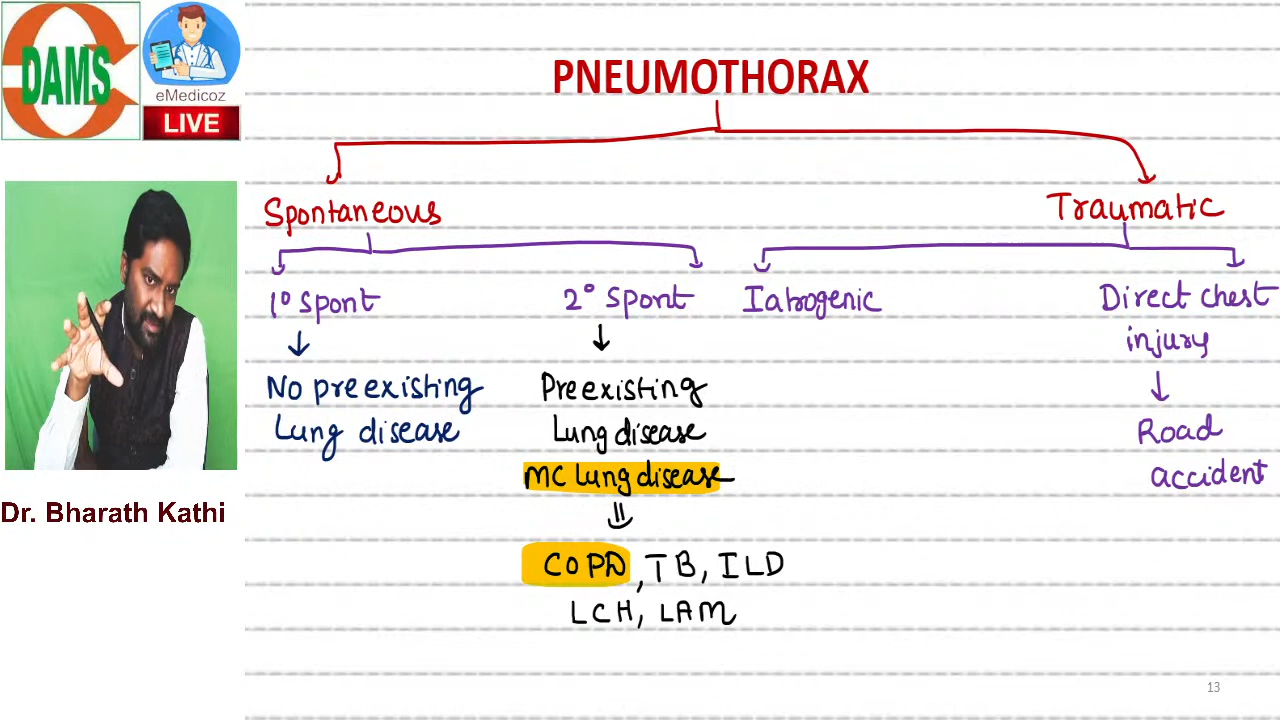 DAMS
eMedicoz
LIVE
Dr. Bharath Kathi
PNEUMOTHORAX
Spontaneous
Traumatic
1° Spont
2° Spont
Iatrogenic
Direct chest
injury
No preexisting
Lung disease
Preexisting
Lung disease
MC Lung disease
COPD, TB, ILD
LCH, LAM
Road
accident
13